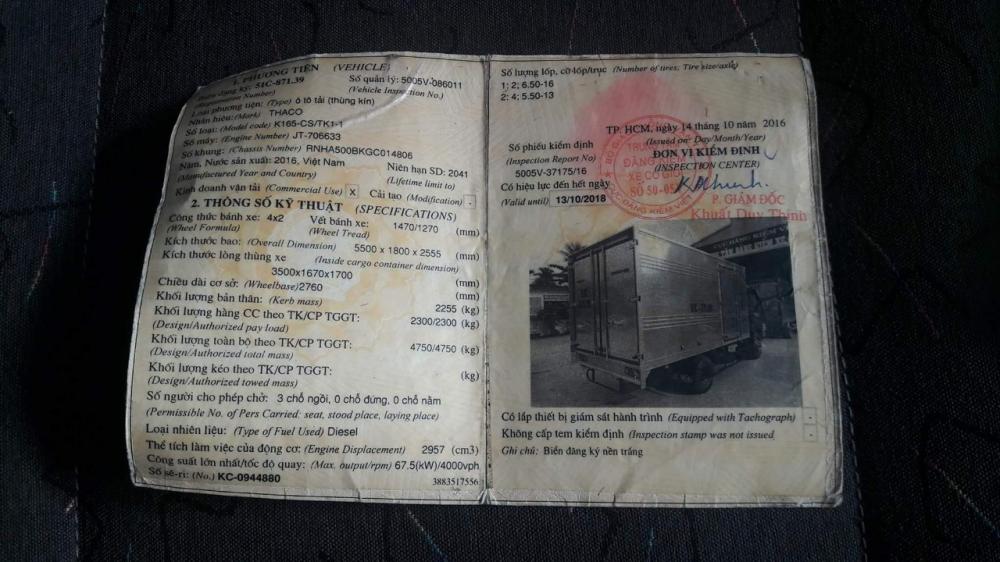 1. PHƯƠNG TIỆN (VEHICLE)
đăng ký: 51C-871.39
(Registration Number)
Số quản lý: 5005V-086011
(Vehicle Inspection No.)
Loại phương tiện: (Type) ô tô tải (thùng kín)
Nhãn hiệu: (Mark) THACO
Số loại: (Model code) K165-CS/TK1-1
Số máy: (Engine Number) JT-706633
Số khung: (Chassis Number) RNHA500BKGC014806
Năm, Nước sản xuất: 2016, Việt Nam
(Manufactured Year and Country)
Niên hạn SD: 2041
(Lifetime limit to)
Kinh doanh vận tải (Commercial Use) X Cải tạo (Modification) -
2. THÔNG SỐ KỸ THUẬT (SPECIFICATIONS)
Công thức bánh xe: 4x2
(Wheel Formula)
Vết bánh xe: 1470/1270 (mm)
(Wheel Tread)
Kích thước bao: (Overall Dimension) 5500 x 1800 x 2555 (mm)
Kích thước lòng thùng xe (Inside cargo container dimension)
3500x1670x1700 (mm)
Chiều dài cơ sở: (Wheelbase)2760 (mm)
Khối lượng bản thân: (Kerb mass) 2255 (kg)
Khối lượng hàng CC theo TK/CP TGGT: 2300/2300 (kg)
(Design/Authorized pay load)
Khối lượng toàn bộ theo TK/CP TGGT: 4750/4750 (kg)
(Design/Authorized total mass)
Khối lượng kéo theo TK/CP TGGT: (kg)
(Design/Authorized towed mass)
Số người cho phép chở: 3 chỗ ngồi, 0 chỗ đứng, 0 chỗ nằm
(Permissible No. of Pers Carried: seat, stood place, laying place)
Loại nhiên liệu: (Type of Fuel Used) Diesel
Thể tích làm việc của động cơ: (Engine Displacement) 2957 (cm3)
Công suất lớn nhất/tốc độ quay: (Max. output/rpm) 67.5(kW)/4000vph
Số sê-ri: (No.) KC-0944880
3883517556
Số lượng lốp, cỡ lốp/trục (Number of tires; Tire size/axle)
1; 2; 6.50-16
2; 4; 5.50-13
TP. HCM, ngày 14 tháng 10 năm 2016
(Issued on: Day/Month/Year)
Số phiếu kiểm định
(Inspection Report No)
5005V-37175/16
ĐƠN VỊ KIỂM ĐỊNH
(INSPECTION CENTER)
Có hiệu lực đến hết ngày
(Valid until) 13/10/2018
ĐĂNG
XE CƠ GIỚI
CỤC ĐĂNG KIỂM VIỆT
P. GIÁM ĐỐC
Khuất Duy Thinh
Có lắp thiết bị giám sát hành trình (Equipped with Tachograph) -
Không cấp tem kiểm định (Inspection stamp was not issued -
Ghi chú: Biển đăng ký nền trắng